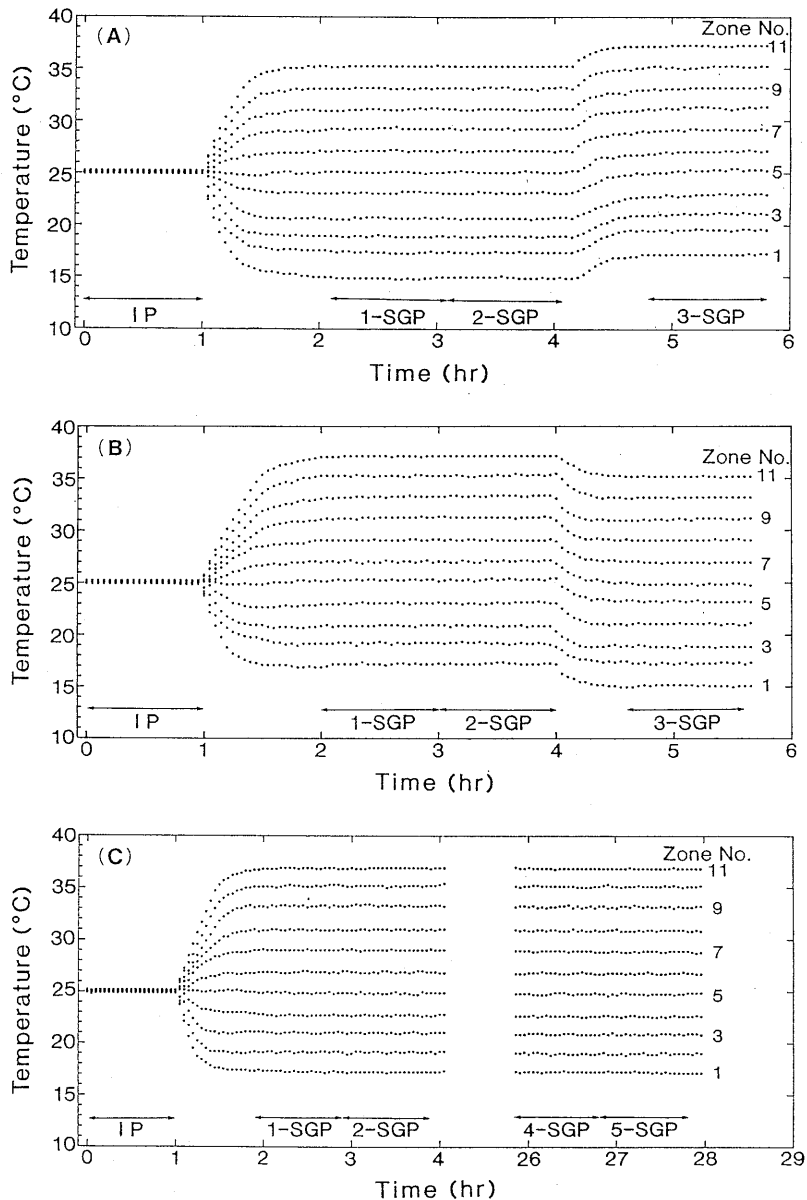 (A)
Zone No.
40
35
30
25
20
15
10
Temperature (°C)
11
9
7
5
3
1
IP
1-SGP
2-SGP
3-SGP
0 1 2 3 4 5 6
Time (hr)
(B)
Zone No.
40
35
30
25
20
15
10
Temperature (°C)
11
9
7
5
3
1
IP
1-SGP
2-SGP
3-SGP
0 1 2 3 4 5 6
Time (hr)
(C)
Zone No.
40
35
30
25
20
15
10
Temperature (°C)
11
9
7
5
3
1
IP
1-SGP
2-SGP
4-SGP
5-SGP
0 1 2 3 4 26 27 28 29
Time (hr)